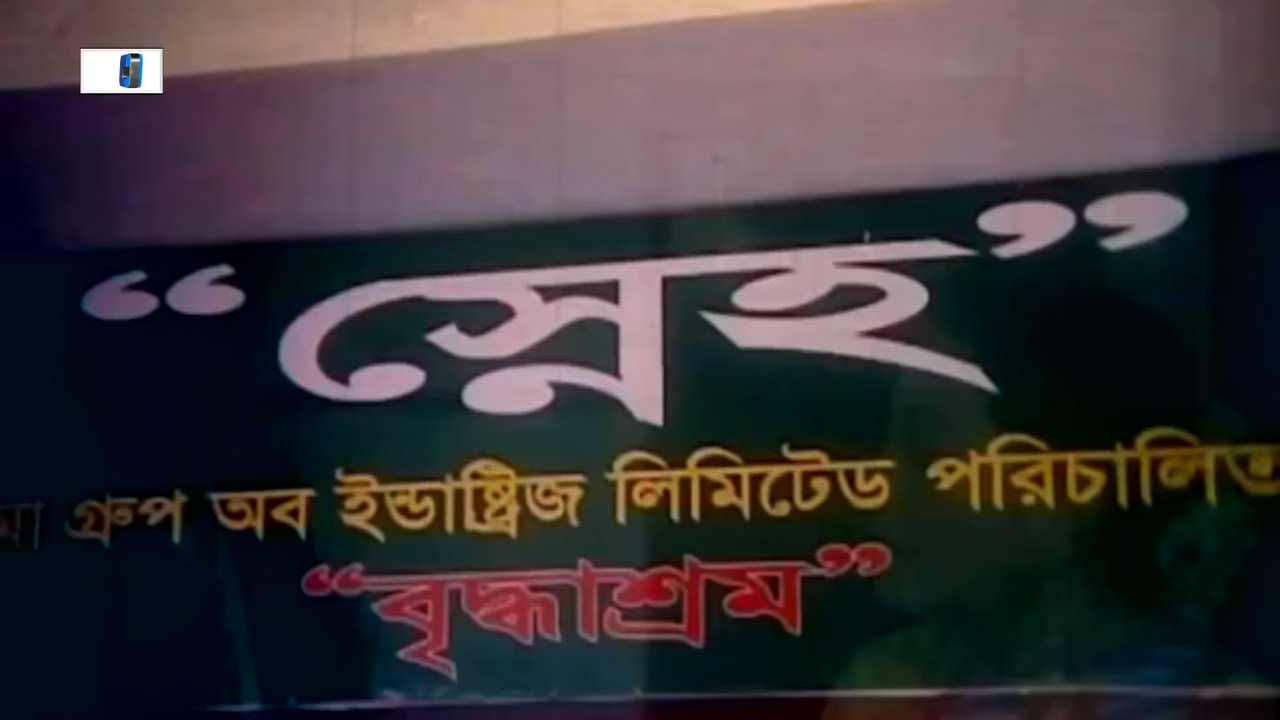 “স্নেহ”
গ্রুপ অব ইন্ডাষ্ট্রিজ লিমিটেড পরিচালিত
“বৃদ্ধাশ্রম”